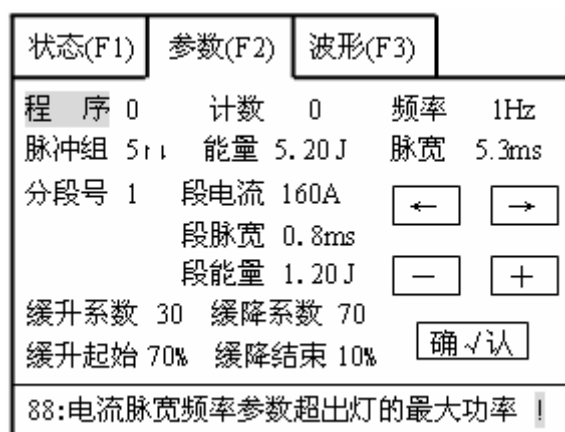 状态(F1) 参数(F2) 波形(F3)
程 序 0 计数 0 频率 1Hz
脉冲组 5 能量 5.20J 脉宽 5.3ms
分段号 1 段电流 160A ← →
段脉宽 0.8ms
段能量 1.20J − +
缓升系数 30 缓降系数 70
缓升起始 70% 缓降结束 10% 确√认
88:电流脉宽频率参数超出灯的最大功率 !